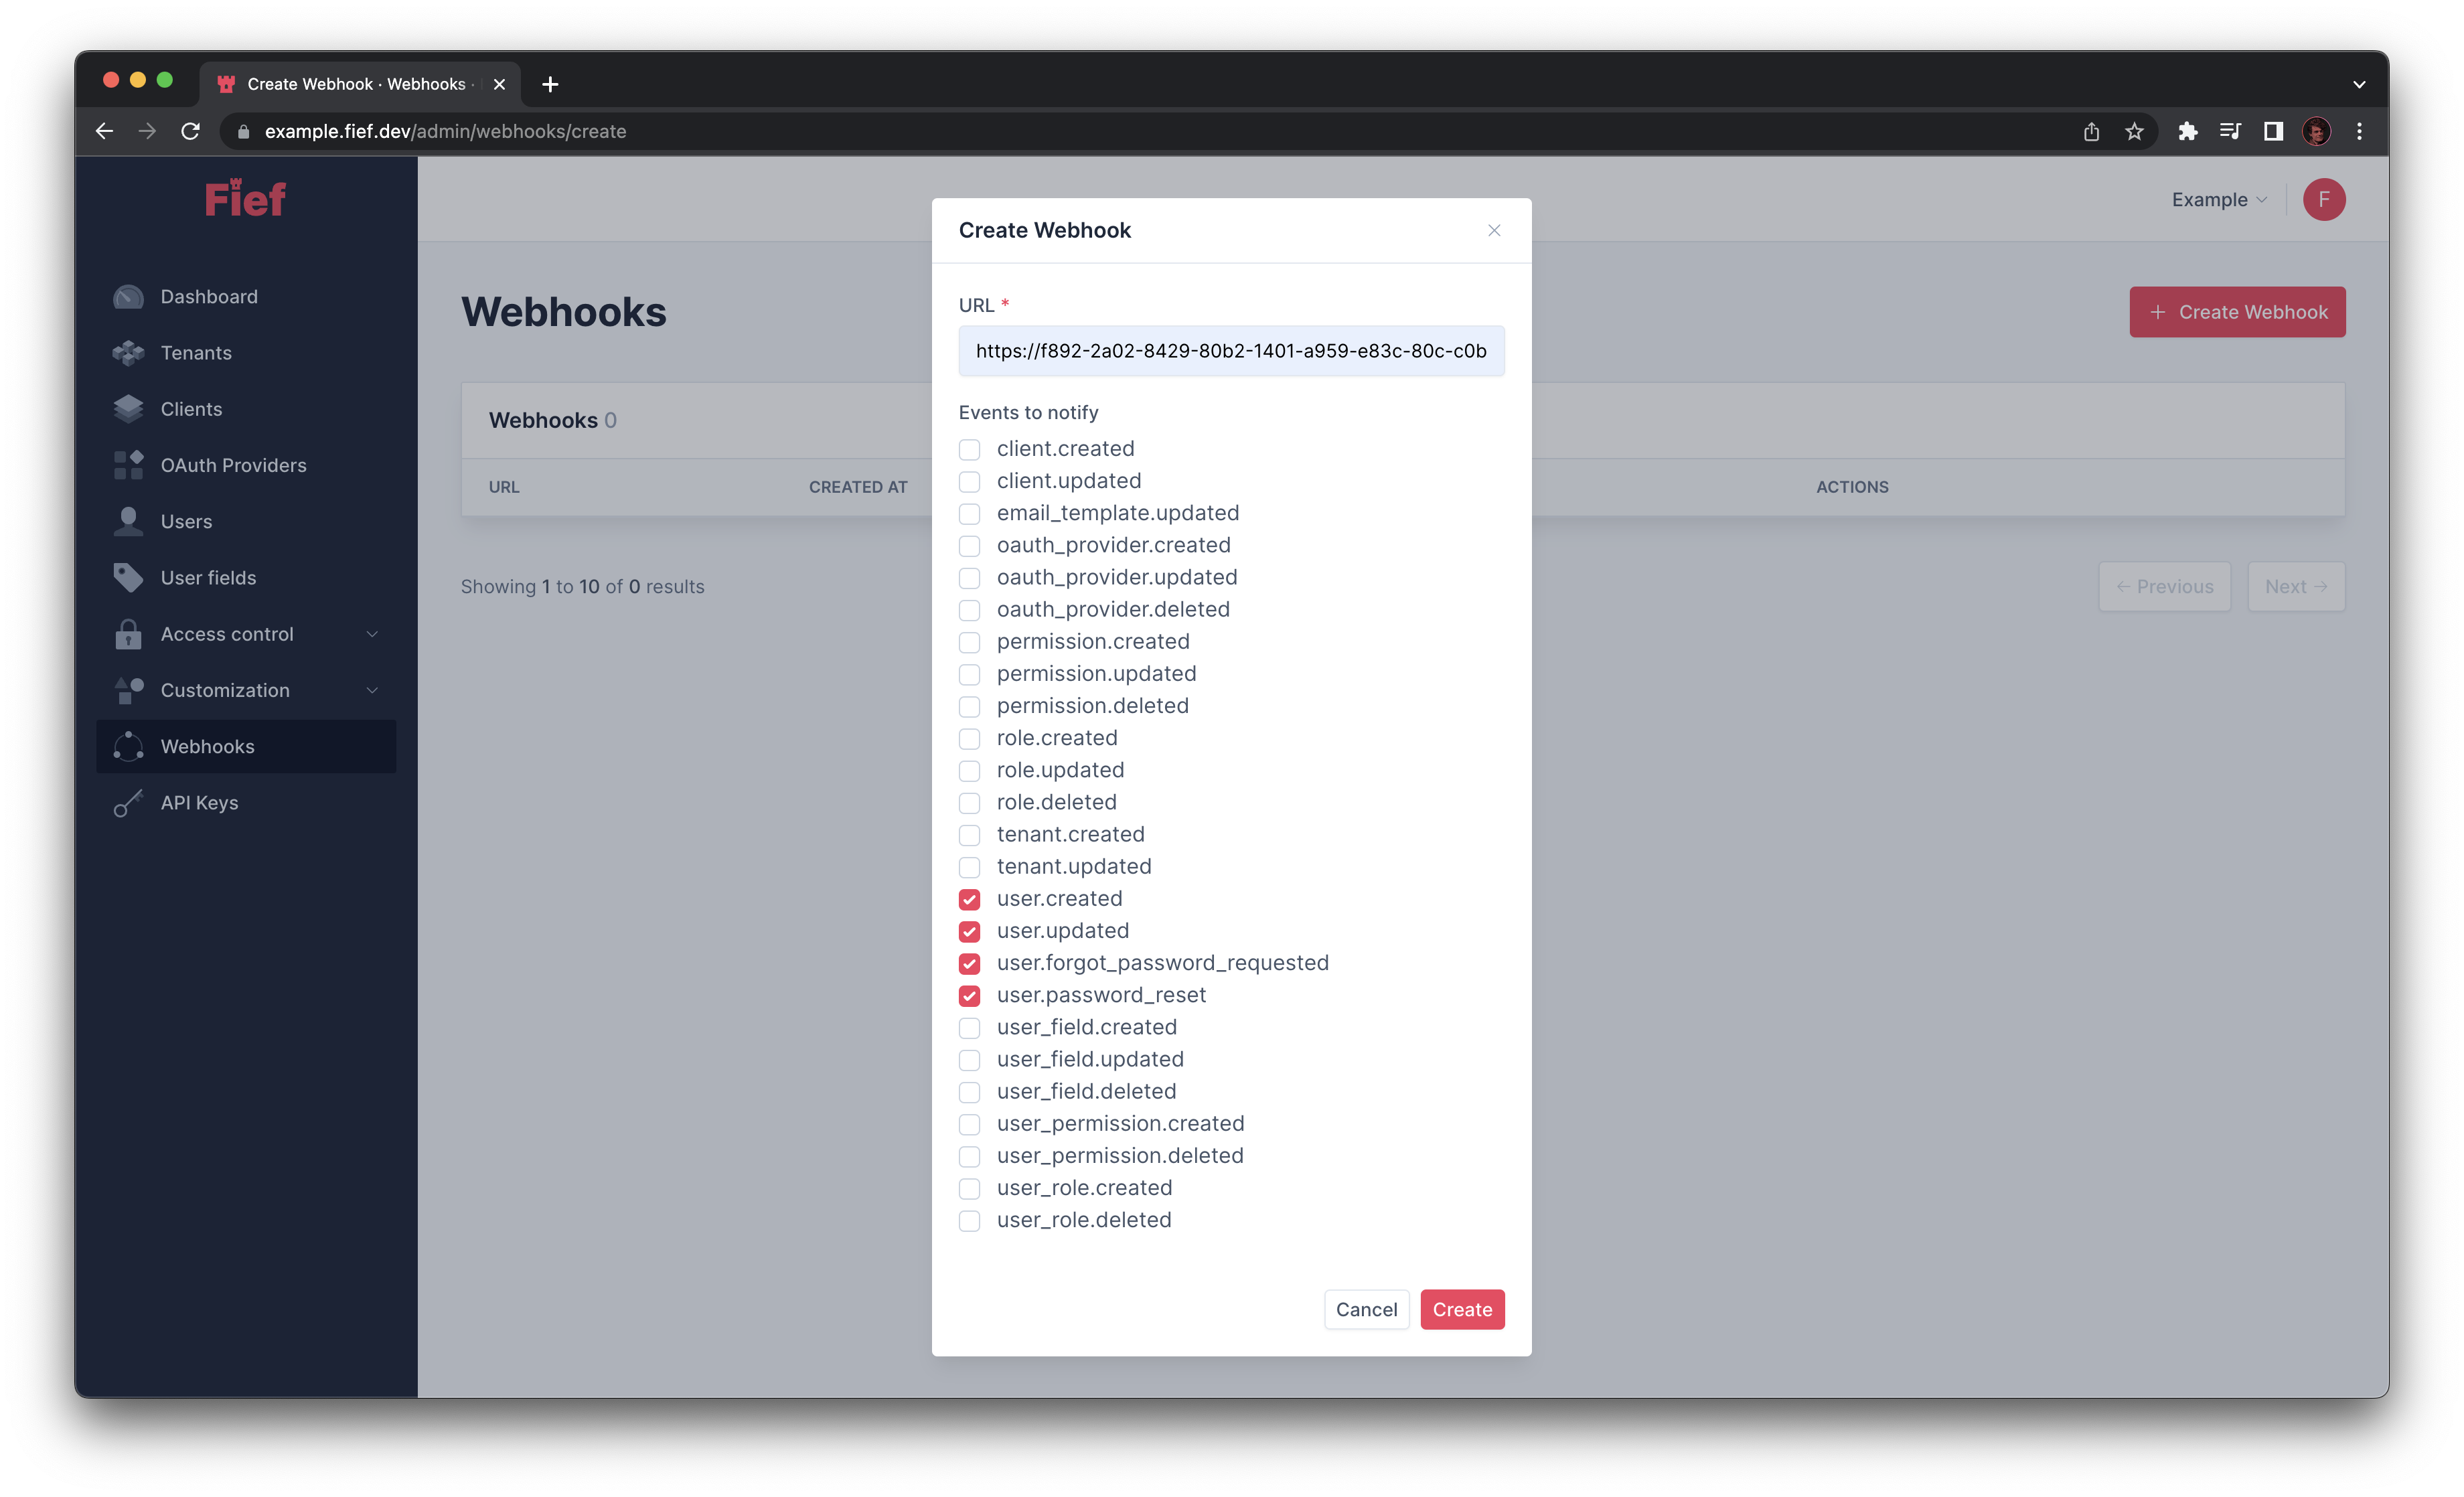 Create Webhook · Webhooks ·
example.fief.dev/admin/webhooks/create
Fief
Dashboard
Tenants
Clients
OAuth Providers
Users
User fields
Access control
Customization
Webhooks
API Keys
Example
F
Webhooks
+ Create Webhook
Webhooks 0
URL CREATED AT ACTIONS
Showing 1 to 10 of 0 results
← Previous
Next →
Create Webhook
URL *
https://f892-2a02-8429-80b2-1401-a959-e83c-80c-c0b
Events to notify
client.created
client.updated
email_template.updated
oauth_provider.created
oauth_provider.updated
oauth_provider.deleted
permission.created
permission.updated
permission.deleted
role.created
role.updated
role.deleted
tenant.created
tenant.updated
user.created
user.updated
user.forgot_password_requested
user.password_reset
user_field.created
user_field.updated
user_field.deleted
user_permission.created
user_permission.deleted
user_role.created
user_role.deleted
Cancel
Create